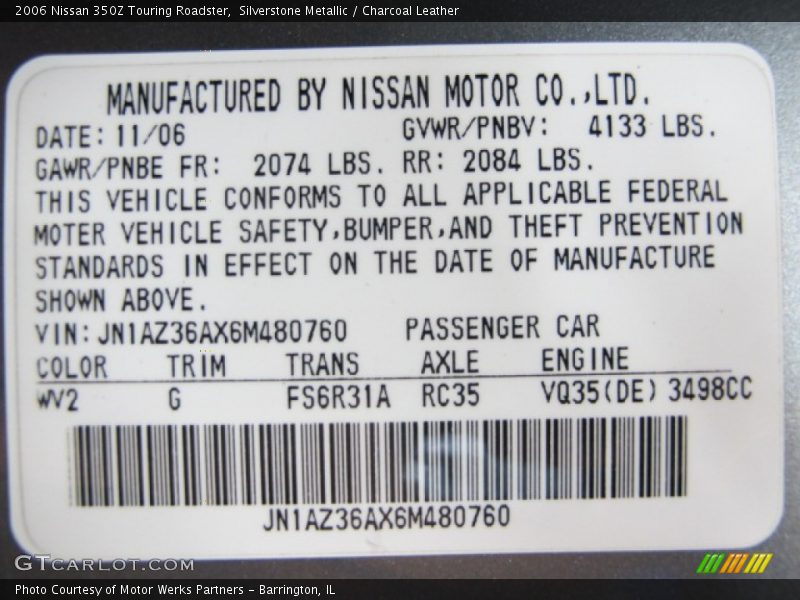 2006 Nissan 350Z Touring Roadster,  Silverstone Metallic / Charcoal Leather
MANUFACTURED BY NISSAN MOTOR CO.,LTD.
DATE: 11/06 GVWR/PNBV: 4133 LBS.
GAWR/PNBE FR: 2074 LBS. RR: 2084 LBS.
THIS VEHICLE CONFORMS TO ALL APPLICABLE FEDERAL
MOTER VEHICLE SAFETY,BUMPER,AND THEFT PREVENTION
STANDARDS IN EFFECT ON THE DATE OF MANUFACTURE
SHOWN ABOVE.
VIN: JN1AZ36AX6M480760 PASSENGER CAR
COLOR TRIM TRANS AXLE ENGINE
WV2 G FS6R31A RC35 VQ35(DE) 3498CC
JN1AZ36AX6M480760
GTCARLOT.COM
Photo Courtesy of Motor Werks Partners - Barrington, IL